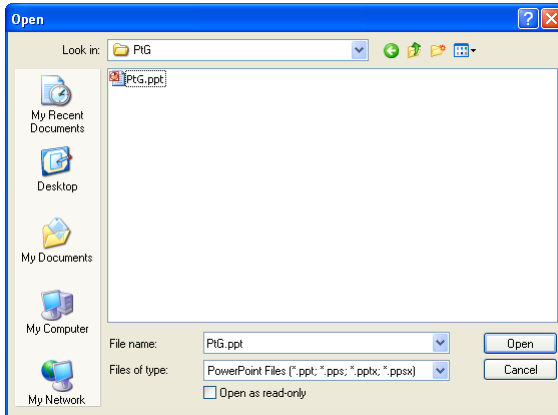 Open
Look in: PtG
PtG.ppt
My Recent
Documents
Desktop
My Documents
My Computer
My Network
File name: PtG.ppt Open
Files of type: PowerPoint Files (*.ppt; *.pps; *.pptx; *.ppsx) Cancel
Open as read-only